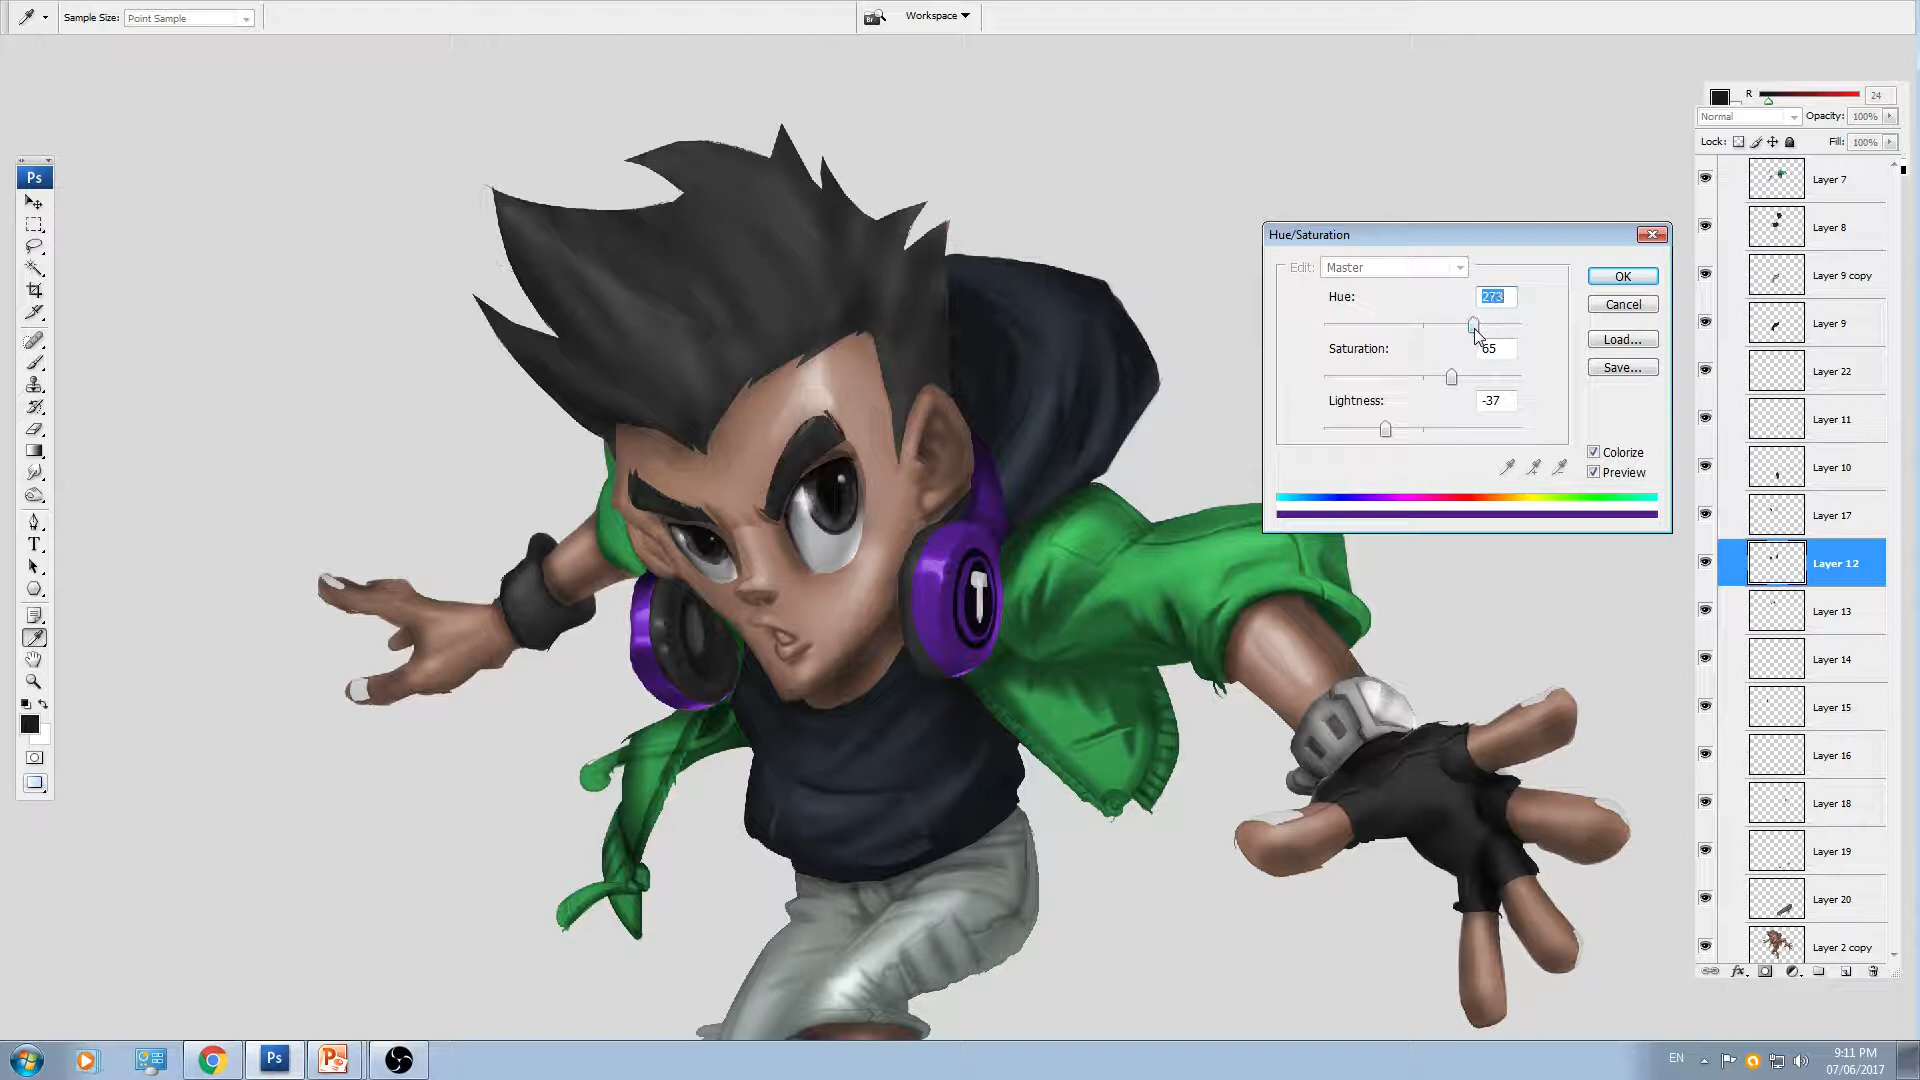 Sample Size: Point Sample
Br
Workspace
R 24
Normal Opacity: 100%
Lock: Fill: 100%
Ps
T
Hue/Saturation
Edit: Master
Hue: 273
Saturation: 65
Lightness: -37
OK
Cancel
Load...
Save...
Colorize
Preview
Layer 7
Layer 8
Layer 9 copy
Layer 9
Layer 22
Layer 11
Layer 10
Layer 17
Layer 12
Layer 13
Layer 14
Layer 15
Layer 16
Layer 18
Layer 19
Layer 20
Layer 2 copy
fx
Ps
P
EN
9:11 PM
07/06/2017